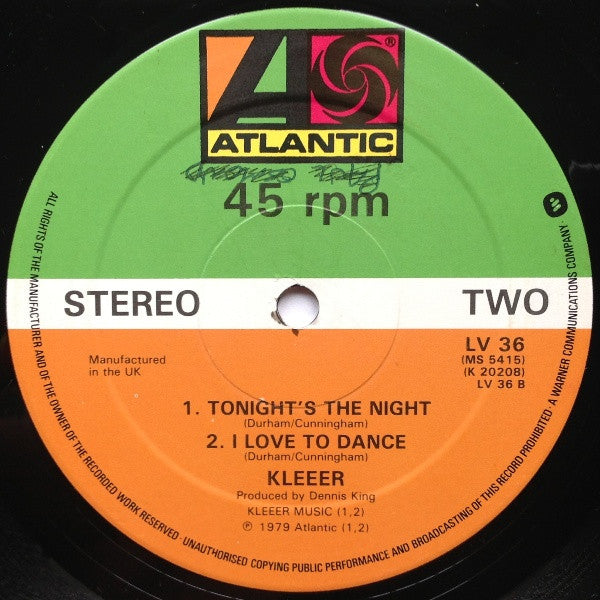 ®
ATLANTIC
45 rpm
STEREO
TWO
Manufactured
in the UK
LV 36
(MS 5415)
(K 20208)
LV 36 B
1. TONIGHT'S THE NIGHT
(Durham/Cunningham)
2. I LOVE TO DANCE
(Durham/Cunningham)
KLEEER
Produced by Dennis King
KLEEER MUSIC (1,2)
℗ 1979 Atlantic (1,2)
ALL RIGHTS OF THE MANUFACTURER AND OF THE OWNER OF THE RECORDED WORK RESERVED · UNAUTHORISED COPYING PUBLIC PERFORMANCE AND BROADCASTING OF THIS RECORD PROHIBITED · A WARNER COMMUNICATIONS COMPANY ·